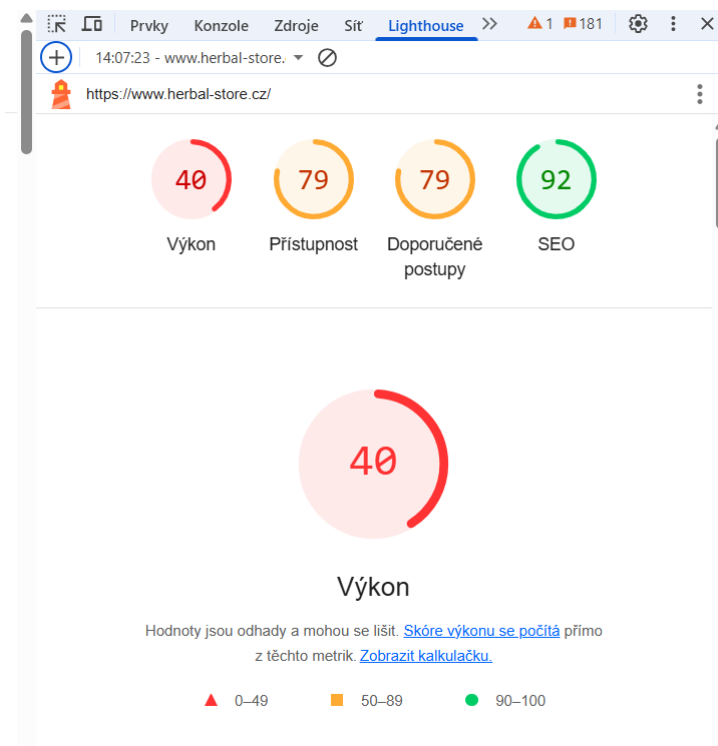 Prvky Konzole Zdroje Síť Lighthouse 1 181
14:07:23 - www.herbal-store.
https://www.herbal-store.cz/
40 79 79 92
Výkon Přístupnost Doporučené postupy SEO
40
Výkon
Hodnoty jsou odhady a mohou se lišit. Skóre výkonu se počítá přímo
z těchto metrik. Zobrazit kalkulačku.
0–49 50–89 90–100